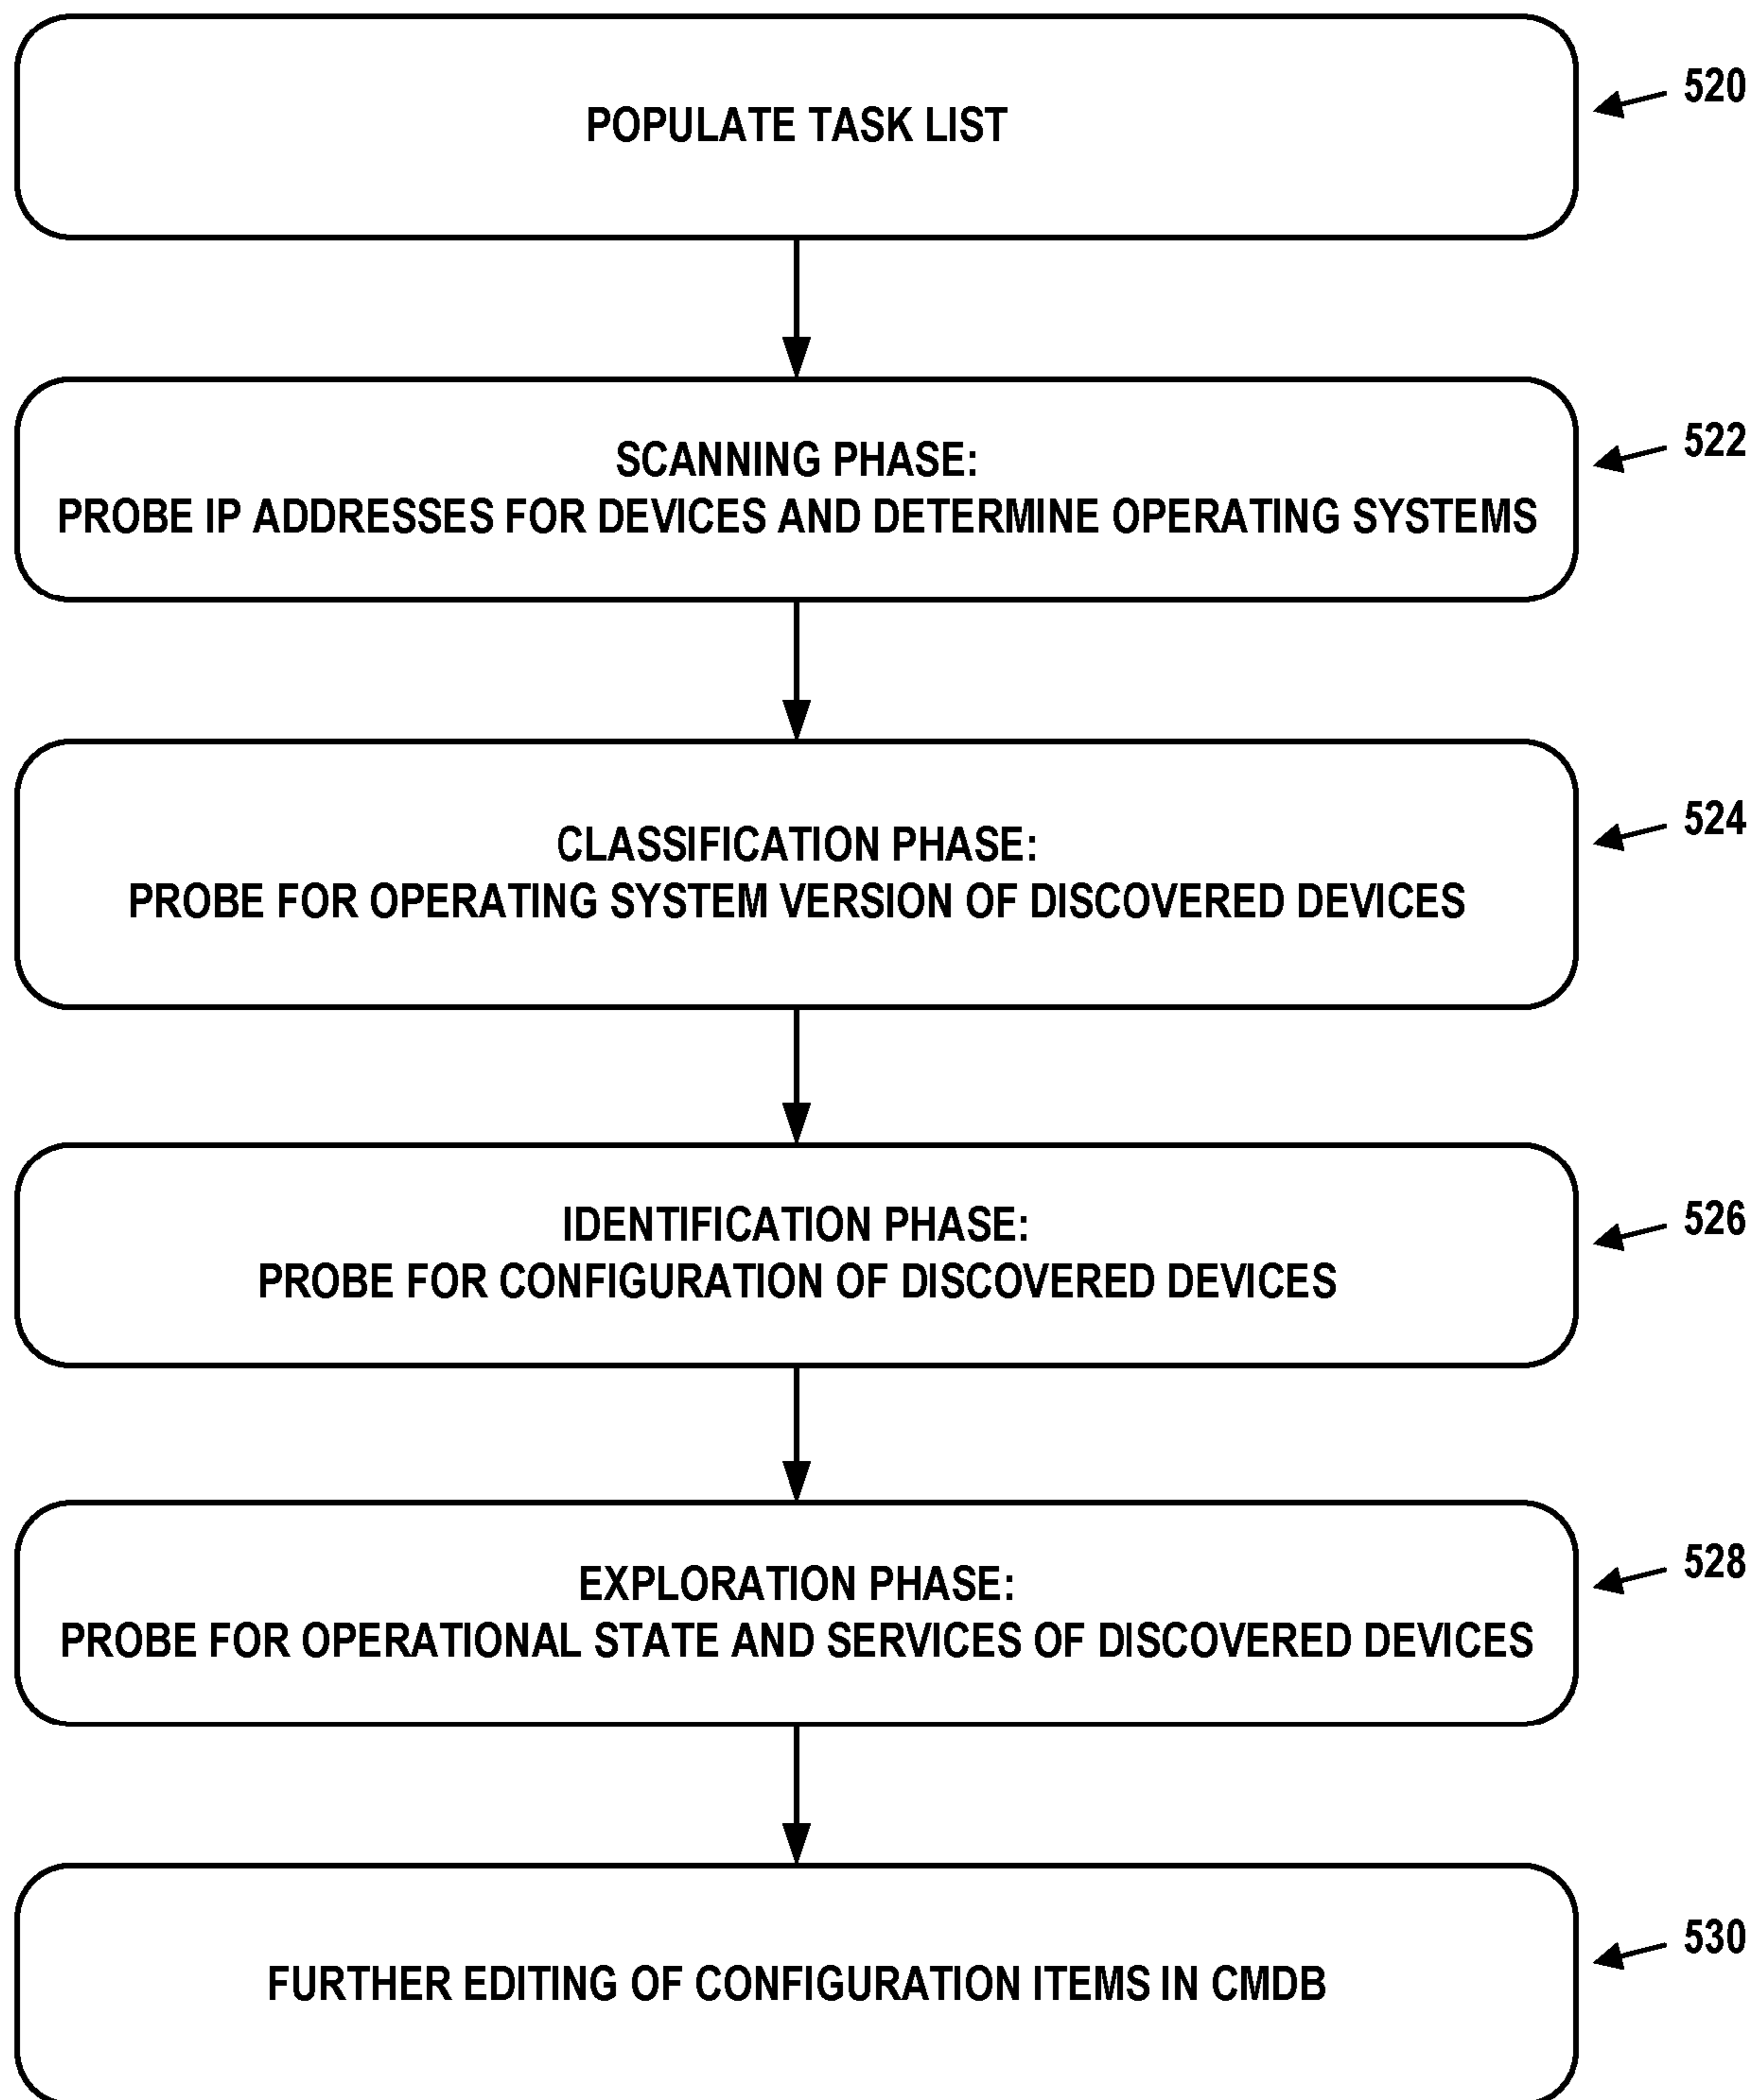 POPULATE TASK LIST
520
SCANNING PHASE:
PROBE IP ADDRESSES FOR DEVICES AND DETERMINE OPERATING SYSTEMS
522
CLASSIFICATION PHASE:
PROBE FOR OPERATING SYSTEM VERSION OF DISCOVERED DEVICES
524
IDENTIFICATION PHASE:
PROBE FOR CONFIGURATION OF DISCOVERED DEVICES
526
EXPLORATION PHASE:
PROBE FOR OPERATIONAL STATE AND SERVICES OF DISCOVERED DEVICES
528
FURTHER EDITING OF CONFIGURATION ITEMS IN CMDB
530